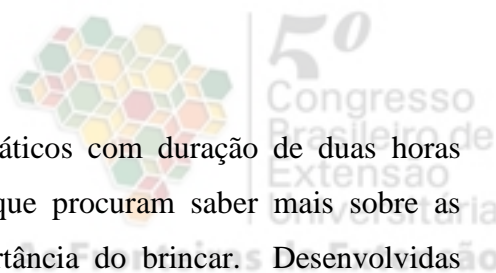 5º
Congresso
Brasileiro de
Extensão
Universitária
áticos com duração de duas horas
que procuram saber mais sobre as
rtância do brincar. Desenvolvidas